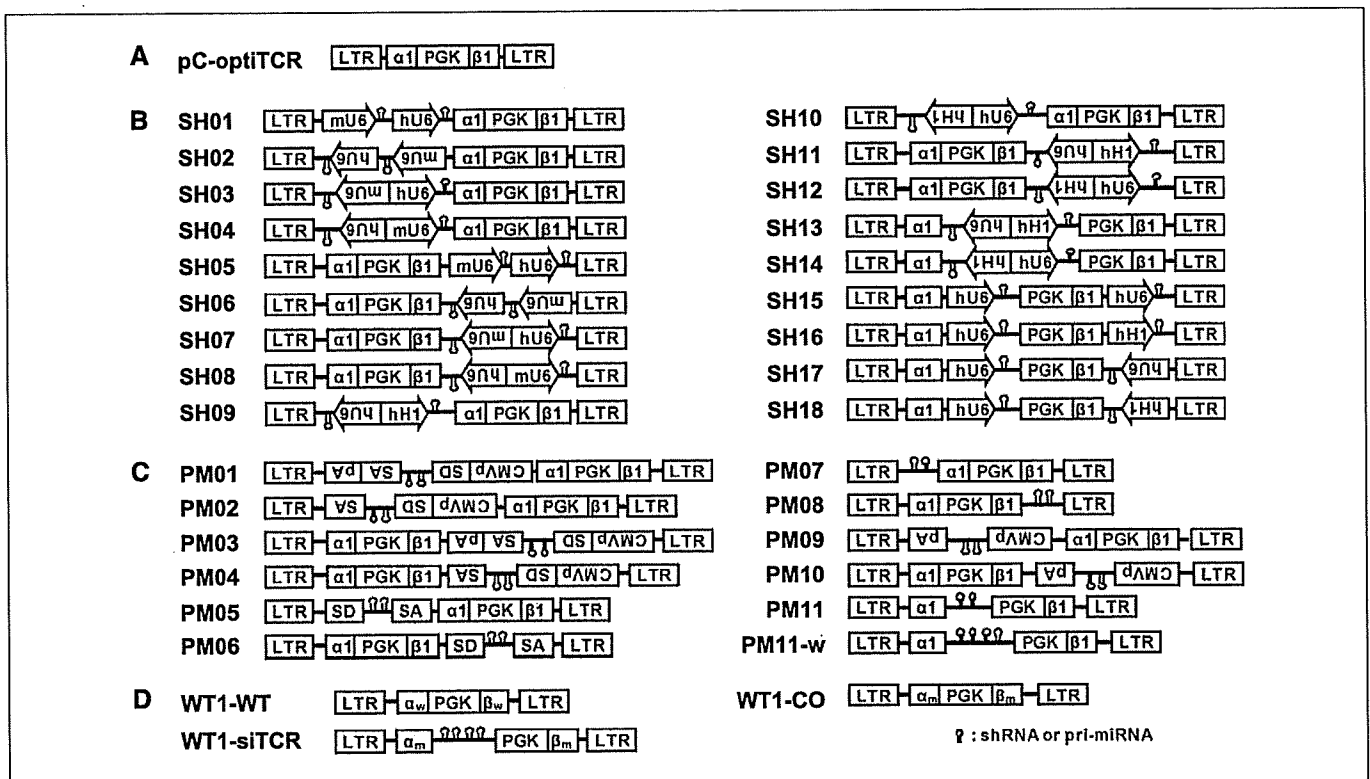 A pC-optiTCR LTR α1 PGK β1 LTR
B SH01 LTR mU6 hU6 α1 PGK β1 LTR
SH02 LTR hU6 mU6 α1 PGK β1 LTR
SH03 LTR mU6 hU6 α1 PGK β1 LTR
SH04 LTR hU6 mU6 α1 PGK β1 LTR
SH05 LTR α1 PGK β1 mU6 hU6 LTR
SH06 LTR α1 PGK β1 hU6 mU6 LTR
SH07 LTR α1 PGK β1 mU6 hU6 LTR
SH08 LTR α1 PGK β1 hU6 mU6 LTR
SH09 LTR hU6 hH1 α1 PGK β1 LTR
SH10 LTR hH1 hU6 α1 PGK β1 LTR
SH11 LTR α1 PGK β1 hU6 hH1 LTR
SH12 LTR α1 PGK β1 hH1 hU6 LTR
SH13 LTR α1 hU6 hH1 PGK β1 LTR
SH14 LTR α1 hH1 hU6 PGK β1 LTR
SH15 LTR α1 hU6 PGK β1 hU6 LTR
SH16 LTR α1 hU6 PGK β1 hH1 LTR
SH17 LTR α1 hU6 PGK β1 hU6 LTR
SH18 LTR α1 hU6 PGK β1 hH1 LTR
C PM01 LTR pA SA SD CMVp α1 PGK β1 LTR
PM02 LTR SA SD CMVp α1 PGK β1 LTR
PM03 LTR α1 PGK β1 pA SA SD CMVp LTR
PM04 LTR α1 PGK β1 SA SD CMVp LTR
PM05 LTR SD SA α1 PGK β1 LTR
PM06 LTR α1 PGK β1 SD SA LTR
PM07 LTR α1 PGK β1 LTR
PM08 LTR α1 PGK β1 LTR
PM09 LTR pA CMVp α1 PGK β1 LTR
PM10 LTR α1 PGK β1 pA CMVp LTR
PM11 LTR α1 PGK β1 LTR
PM11-w LTR α1 PGK β1 LTR
D WT1-WT LTR αw PGK βw LTR
WT1-siTCR LTR αm PGK βm LTR
WT1-CO LTR αm PGK βm LTR
: shRNA or pri-miRNA